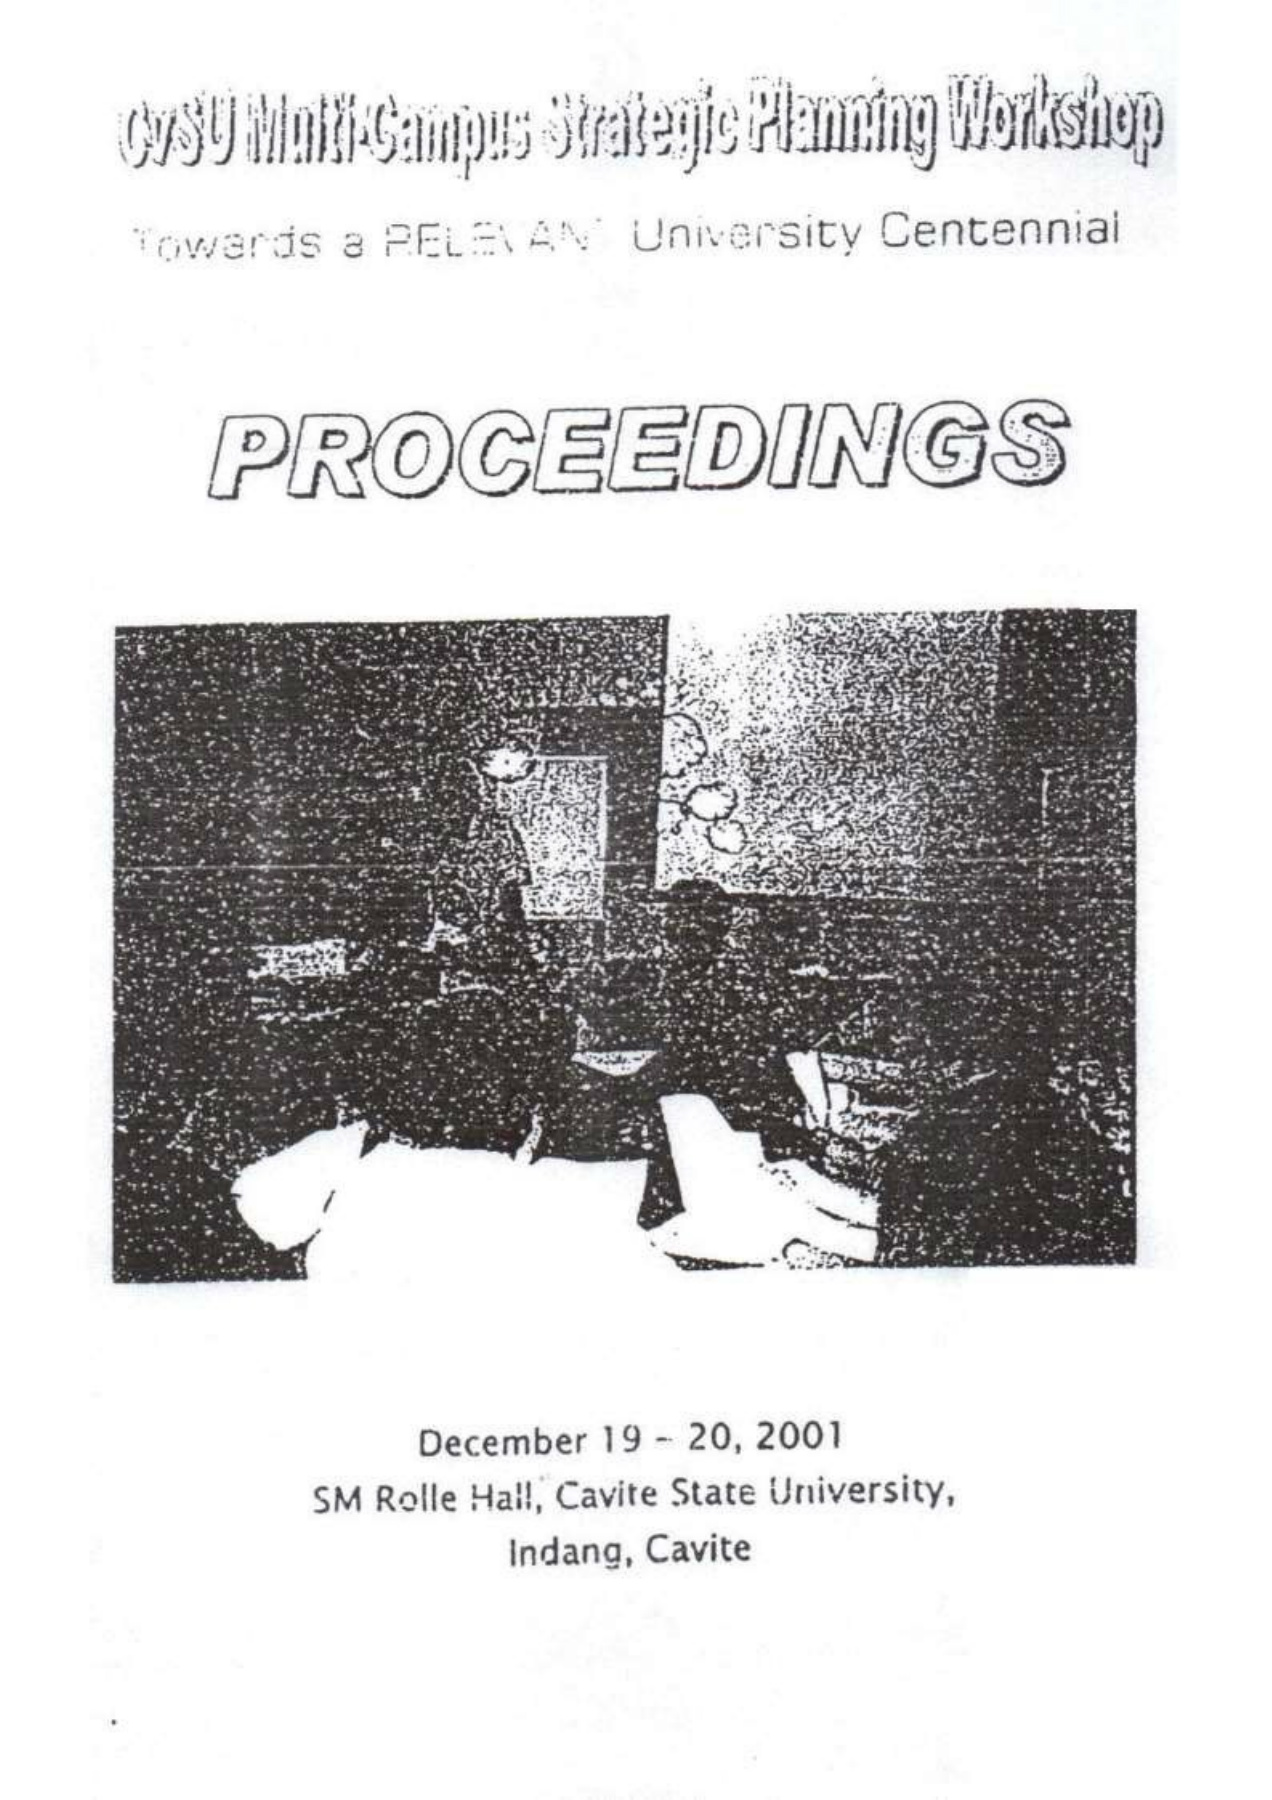 CvSU Multi-Campus Strategic Planning Workshop
Towards a RELEVANT University Centennial
PROCEEDINGS
December 19 - 20, 2001
SM Rolle Hall, Cavite State University,
Indang, Cavite